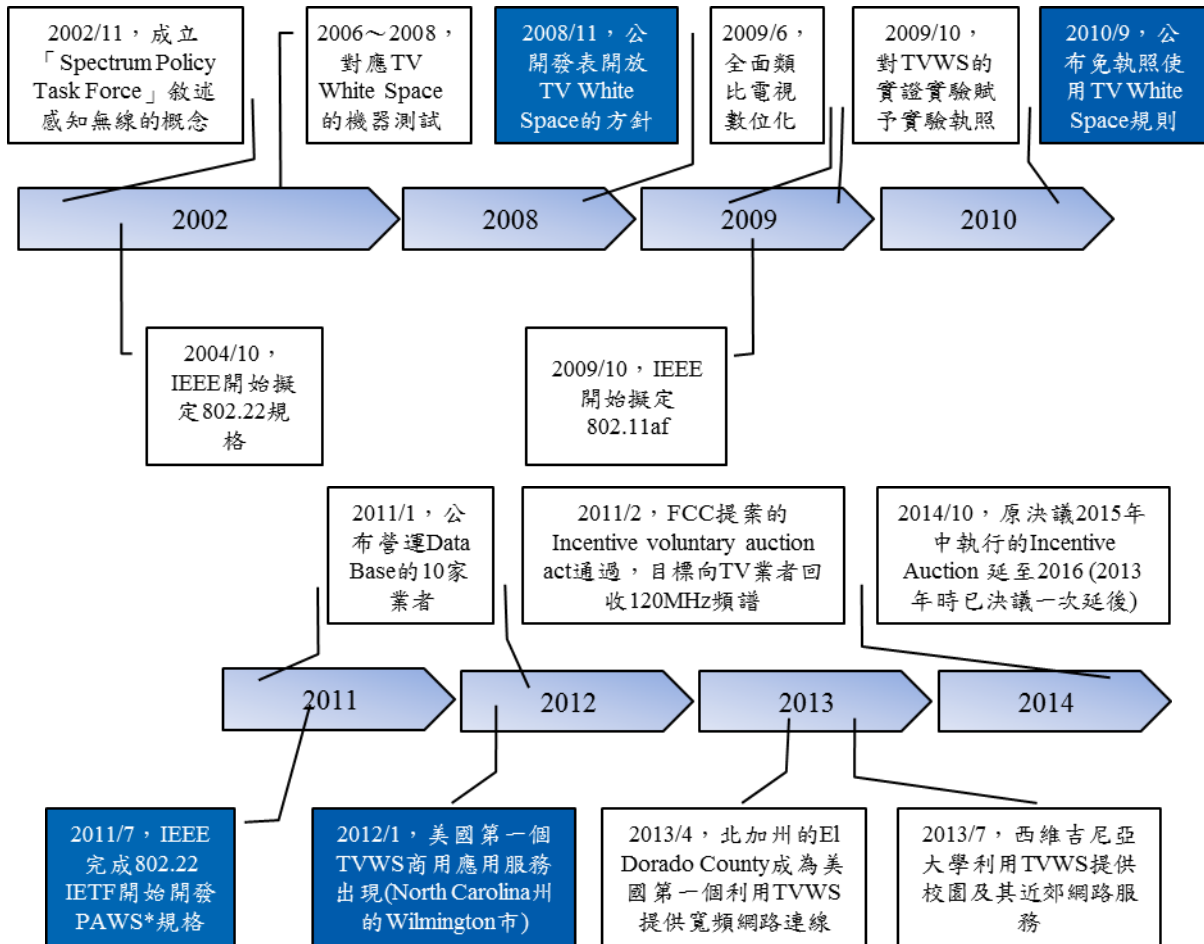 2002/11，成立
「Spectrum Policy
Task Force」敘述
感知無線的概念
2006～2008，
對應TV
White Space
的機器測試
2008/11，公
開發表開放
TV White
Space的方針
2009/6，
全面類
比電視
數位化
2009/10，
對TVWS的
實證實驗賦
予實驗執照
2010/9，公
布免執照使
用TV White
Space規則
2002
2008
2009
2010
2004/10，
IEEE開始擬
定802.22規
格
2009/10，IEEE
開始擬定
802.11af
2011/1，公
布營運Data
Base的10家
業者
2011/2，FCC提案的
Incentive voluntary auction
act通過，目標向TV業者回
收120MHz頻譜
2014/10，原決議2015年
中執行的Incentive
Auction 延至2016 (2013
年時已決議一次延後)
2011
2012
2013
2014
2011/7，IEEE
完成802.22
IETF開始開發
PAWS*規格
2012/1，美國第一個
TVWS商用應用服務
出現(North Carolina州
的Wilmington市)
2013/4，北加州的El
Dorado County成為美
國第一個利用TVWS
提供寬頻網路連線
2013/7，西維吉尼亞
大學利用TVWS提供
校園及其近郊網路服
務